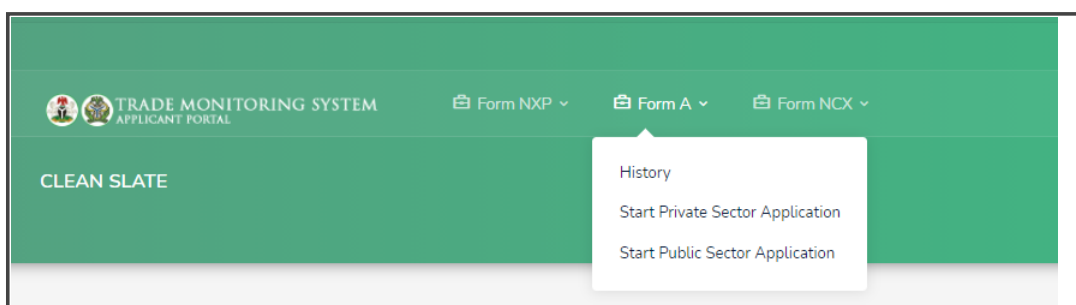 TRADE MONITORING SYSTEM
APPLICANT PORTAL
Form NXP
Form A
Form NCX
CLEAN SLATE
History
Start Private Sector Application
Start Public Sector Application